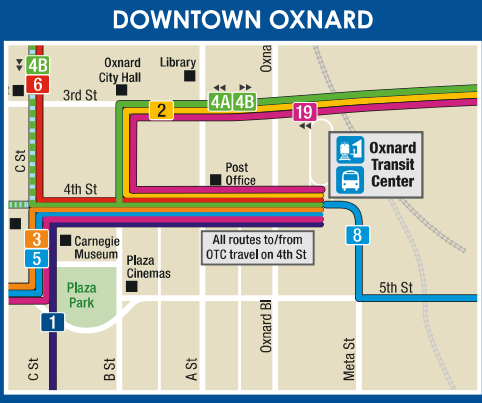 DOWNTOWN OXNARD
4B
6
Oxnard
City Hall
Library
Oxna
3rd St
2
4A 4B
19
C St
Oxnard
Transit
Center
Post
Office
4th St
3
5
Carnegie
Museum
All routes to/from
OTC travel on 4th St
8
Plaza
Cinemas
Plaza
Park
5th St
1
C St
B St
A St
Oxnard Bl
Meta St